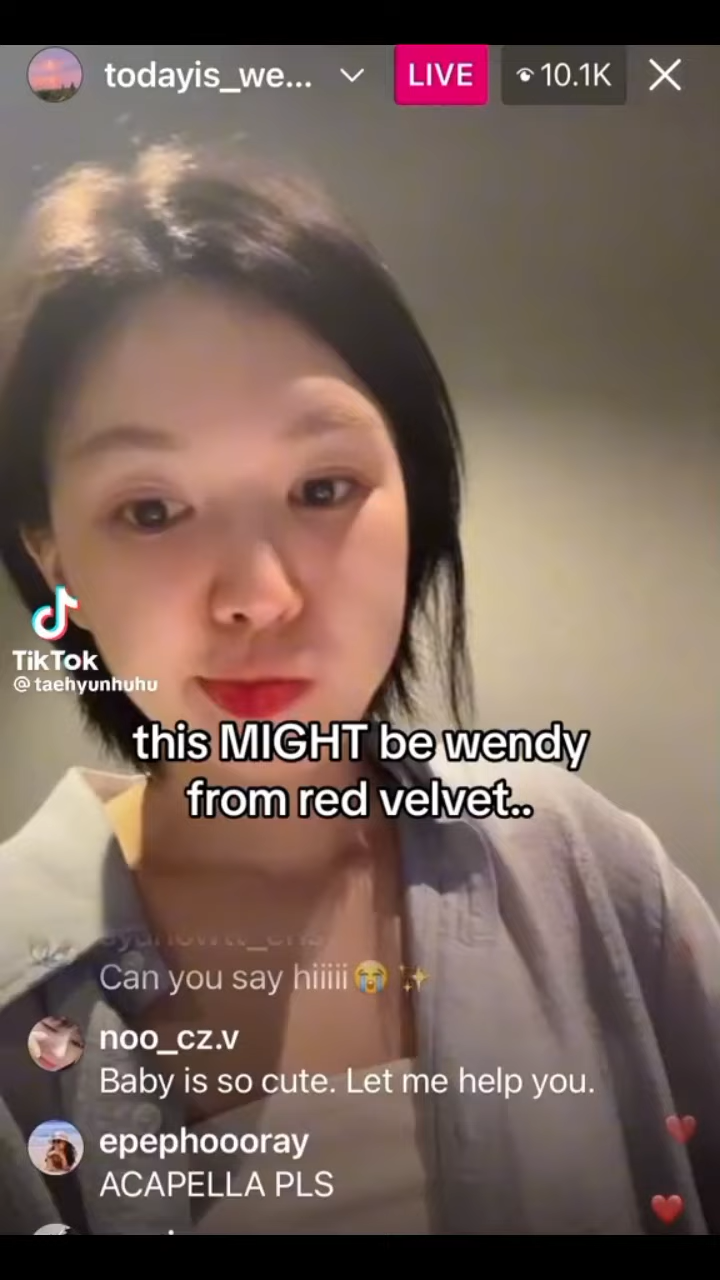 todayis_we...
LIVE
10.1K
TikTok
@taehyunhuhu
this MIGHT be wendy
from red velvet..
Can you say hiiiii😭 ✨
noo_cz.v
Baby is so cute. Let me help you.
epephoooray
ACAPELLA PLS